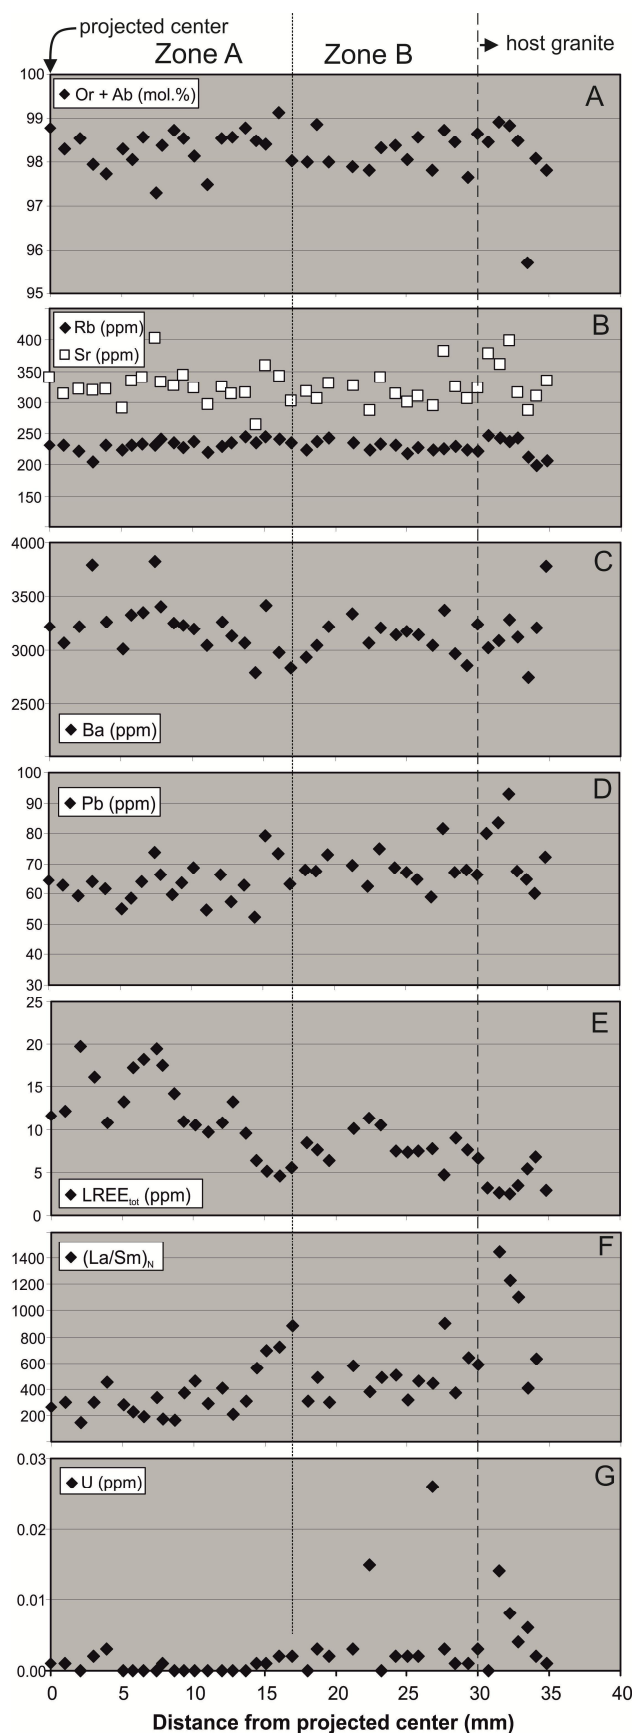 projected center
Zone A
Zone B
host granite
100
99
98
97
96
95
Or + Ab (mol.%)
A
400
350
300
250
200
150
Rb (ppm)
Sr (ppm)
B
4000
3500
3000
2500
Ba (ppm)
C
100
90
80
70
60
50
40
30
Pb (ppm)
D
25
20
15
10
5
0
LREEtot (ppm)
E
1400
1200
1000
800
600
400
200
(La/Sm)N
F
0.03
0.02
0.01
0.00
U (ppm)
G
0 5 10 15 20 25 30 35 40
Distance from projected center (mm)